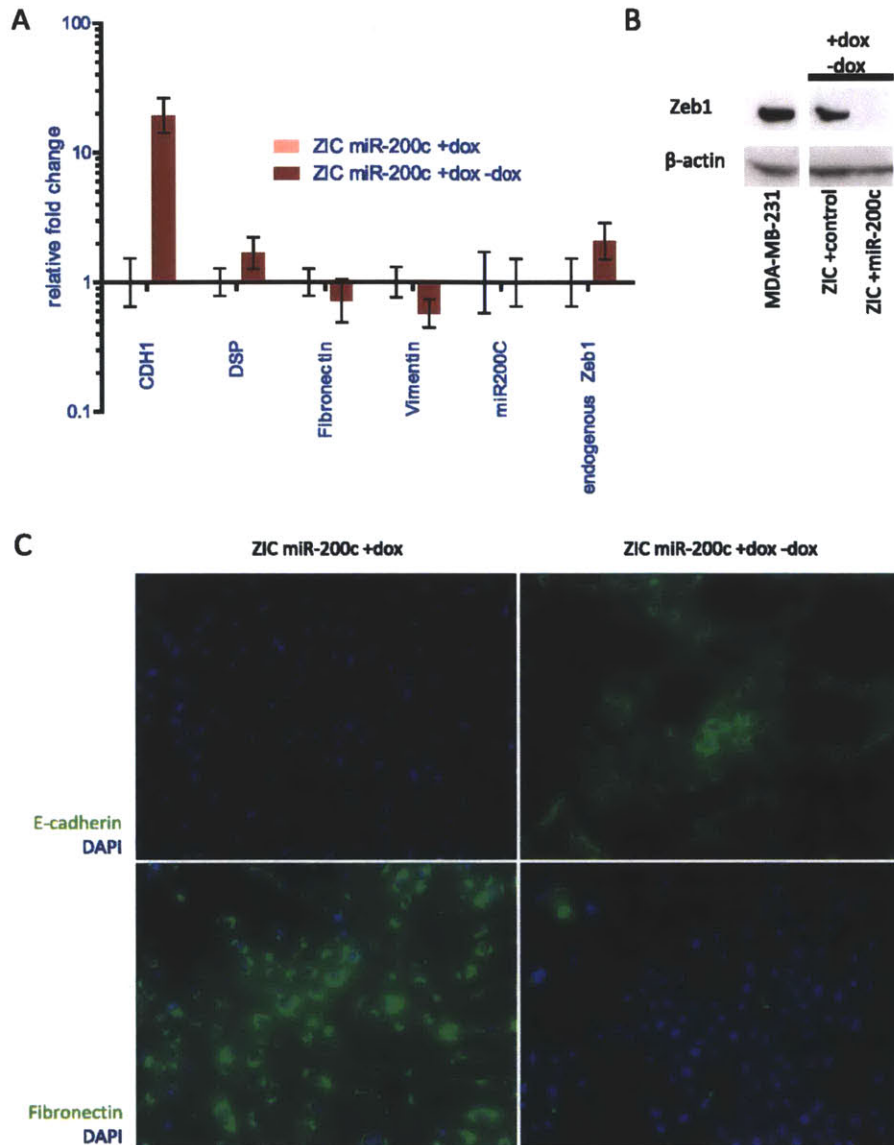 A
100
10
1
0.1
relative fold change
ZIC miR-200c +dox
ZIC miR-200c +dox -dox
CDH1
DSP
Fibronectin
Vimentin
miR200C
endogenous Zeb1
B
+dox
-dox
Zeb1
β-actin
MDA-MB-231
ZIC +control
ZIC +miR-200c
C
ZIC miR-200c +dox
ZIC miR-200c +dox -dox
E-cadherin
DAPI
Fibronectin
DAPI